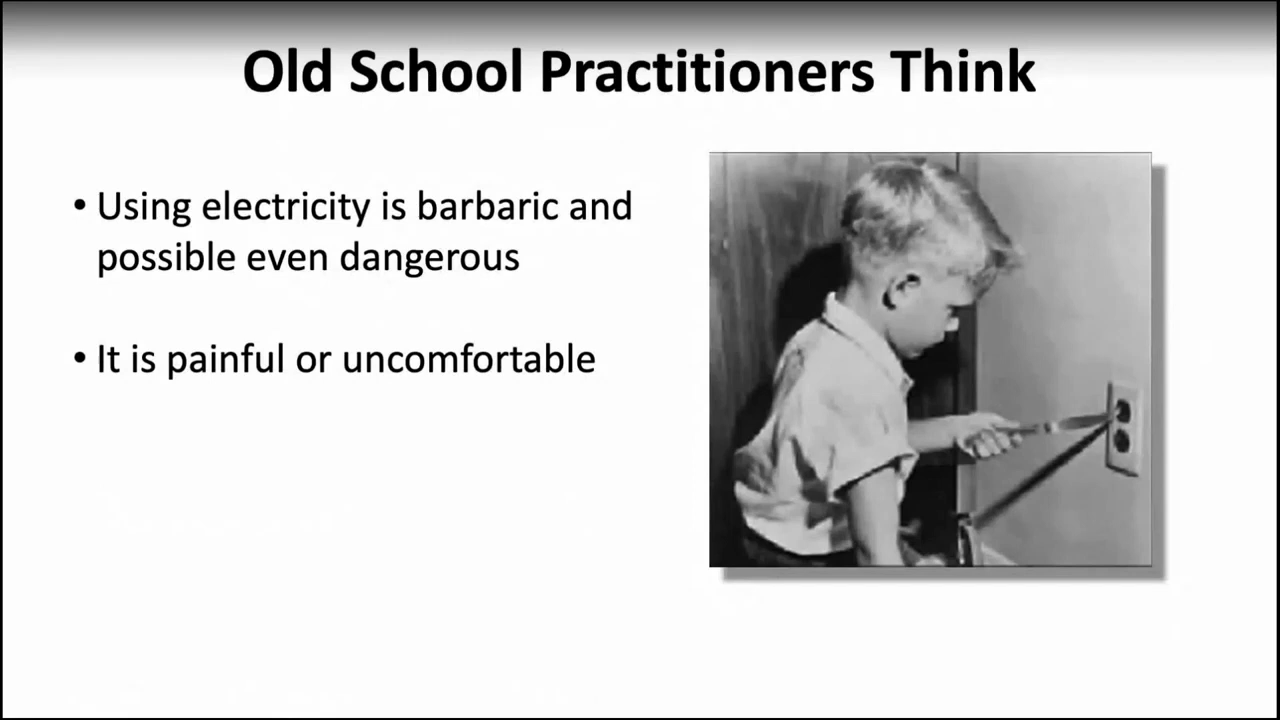 Old School Practitioners Think
• Using electricity is barbaric and
possible even dangerous
• It is painful or uncomfortable